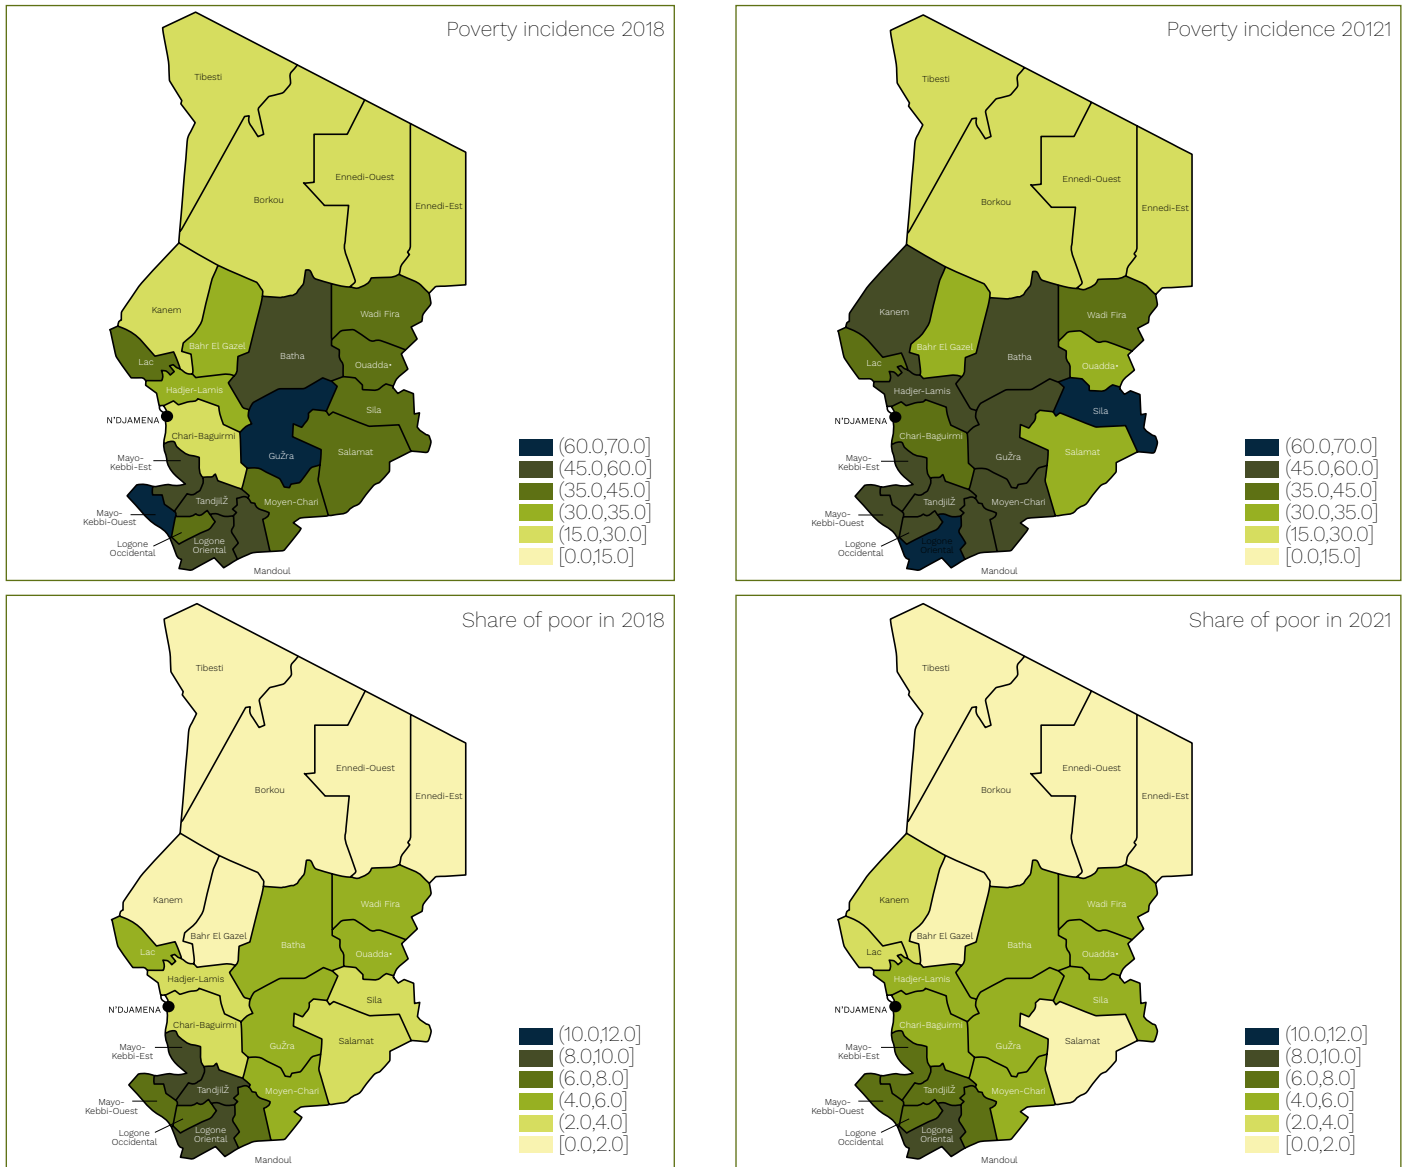 Poverty incidence 2018
Tibesti
Ennedi-Ouest
Borkou
Ennedi-Est
Kanem
Wadi Fira
Bahr El Gazel
Batha
Lac
Ouadda•
Hadjer-Lamis
Sila
N'DJAMENA
Chari-Baguirmi
GuŽra
Salamat
Mayo-
Kebbi-Est
TandjilŽ
Moyen-Chari
Mayo-
Kebbi-Ouest
Logone
Occidental
Logone
Oriental
Mandoul
(60.0,70.0]
(45.0,60.0]
(35.0,45.0]
(30.0,35.0]
(15.0,30.0]
[0.0,15.0]
Poverty incidence 20121
Tibesti
Ennedi-Ouest
Borkou
Ennedi-Est
Kanem
Wadi Fira
Bahr El Gazel
Batha
Lac
Ouadda•
Hadjer-Lamis
Sila
N'DJAMENA
Chari-Baguirmi
GuŽra
Salamat
Mayo-
Kebbi-Est
TandjilŽ
Moyen-Chari
Mayo-
Kebbi-Ouest
Logone
Occidental
Logone
Oriental
Mandoul
(60.0,70.0]
(45.0,60.0]
(35.0,45.0]
(30.0,35.0]
(15.0,30.0]
[0.0,15.0]
Share of poor in 2018
Tibesti
Ennedi-Ouest
Borkou
Ennedi-Est
Kanem
Wadi Fira
Bahr El Gazel
Batha
Lac
Ouadda•
Hadjer-Lamis
Sila
N'DJAMENA
Chari-Baguirmi
GuŽra
Salamat
Mayo-
Kebbi-Est
TandjilŽ
Moyen-Chari
Mayo-
Kebbi-Ouest
Logone
Occidental
Logone
Oriental
Mandoul
(10.0,12.0]
(8.0,10.0]
(6.0,8.0]
(4.0,6.0]
(2.0,4.0]
[0.0,2.0]
Share of poor in 2021
Tibesti
Ennedi-Ouest
Borkou
Ennedi-Est
Kanem
Wadi Fira
Bahr El Gazel
Batha
Lac
Ouadda•
Hadjer-Lamis
Sila
N'DJAMENA
Chari-Baguirmi
GuŽra
Salamat
Mayo-
Kebbi-Est
TandjilŽ
Moyen-Chari
Mayo-
Kebbi-Ouest
Logone
Occidental
Logone
Oriental
Mandoul
(10.0,12.0]
(8.0,10.0]
(6.0,8.0]
(4.0,6.0]
(2.0,4.0]
[0.0,2.0]